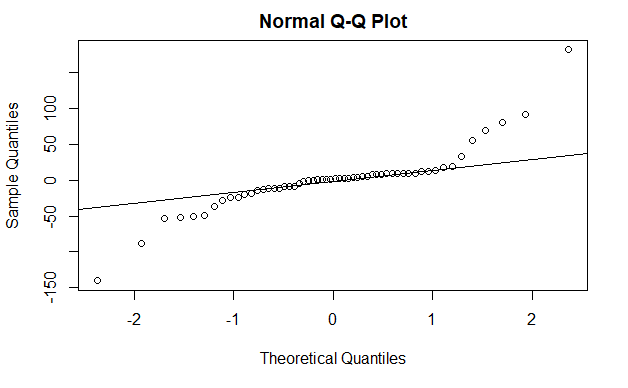 Normal Q-Q Plot
Sample Quantiles
100
50
0
-50
-150
-2 -1 0 1 2
Theoretical Quantiles